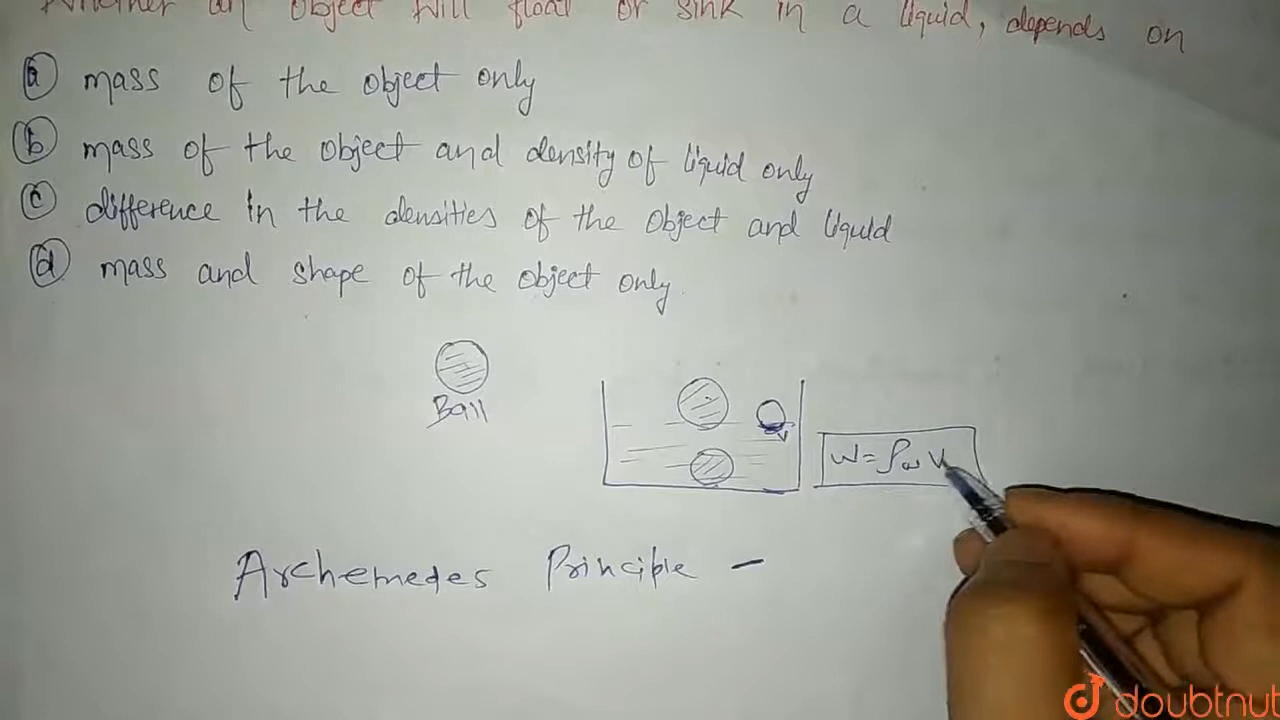 Whether an object will float or sink in a liquid, depends on
a mass of the object only
b mass of the object and density of liquid only
c difference in the densities of the object and liquid
d mass and shape of the object only.
Ball
V
W = ρω V
Archemedes Principle –
doubtnut